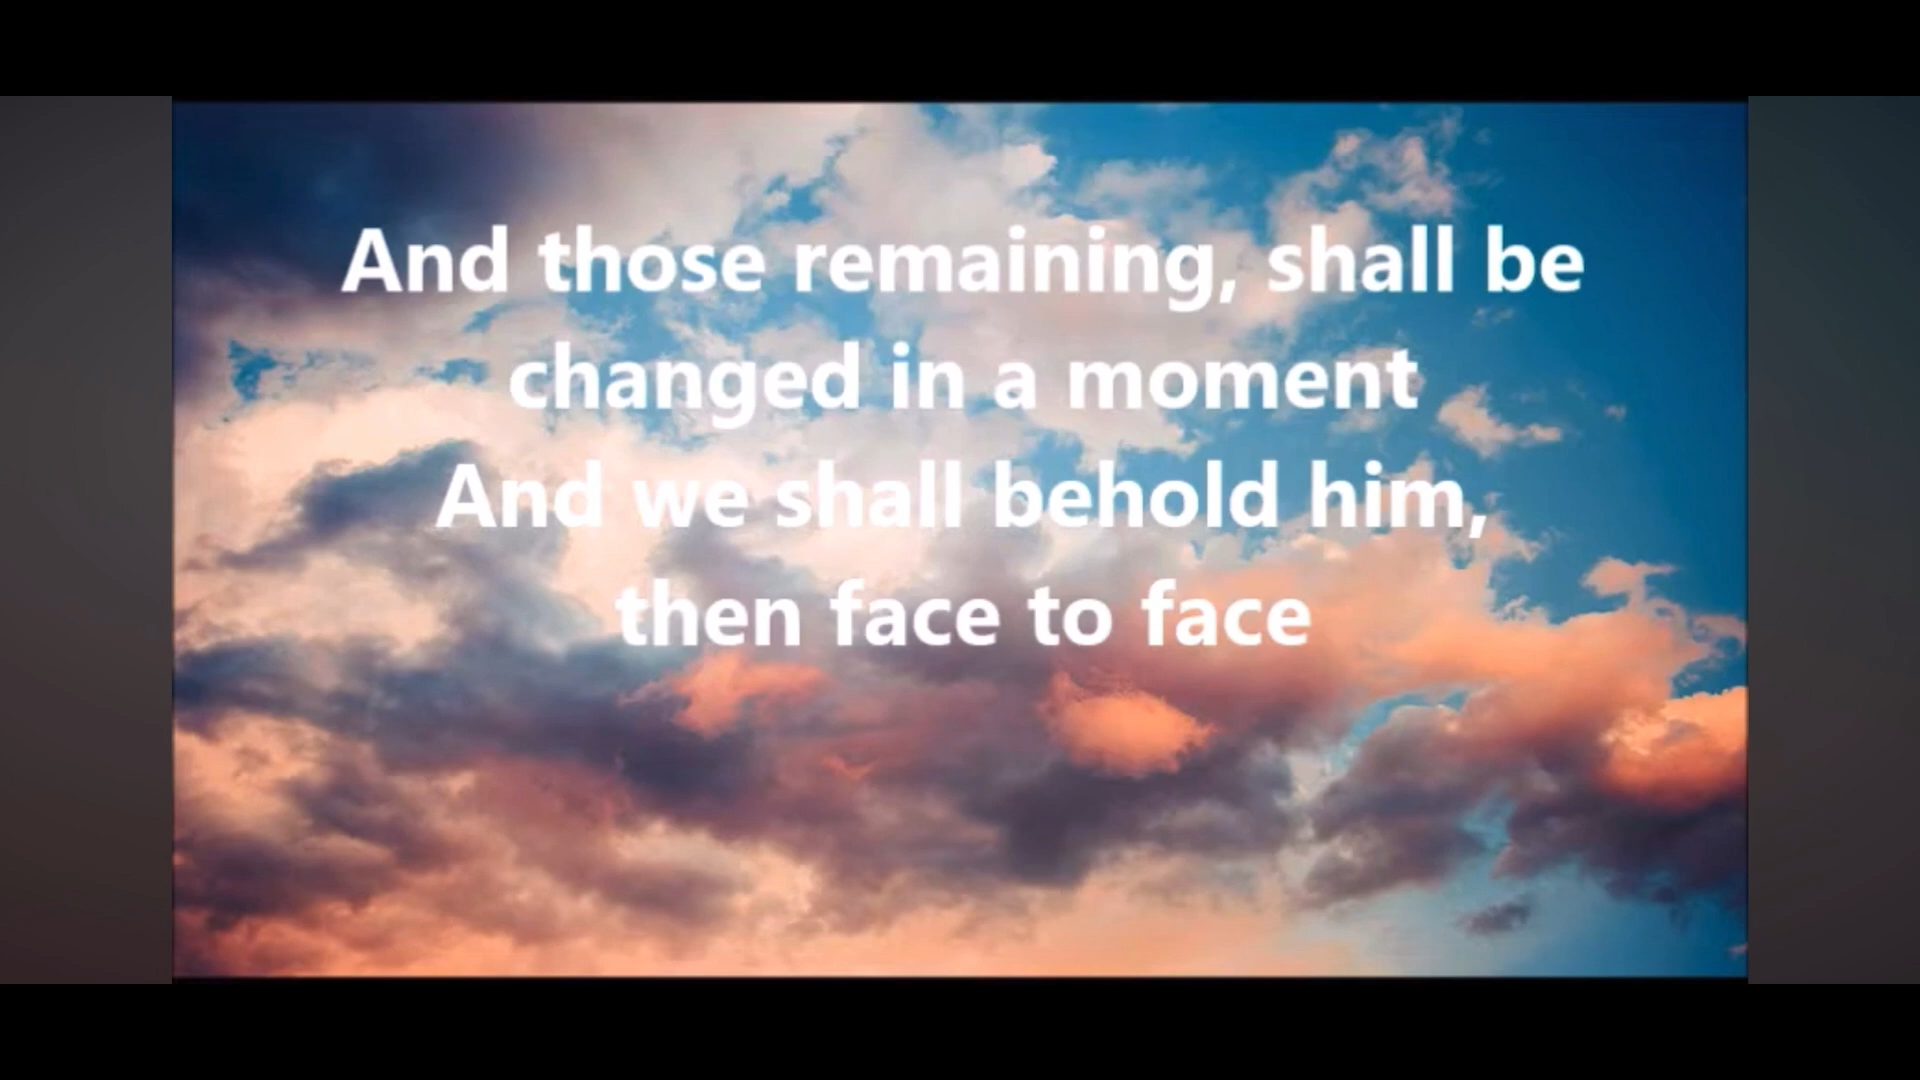 And those remaining, shall be
changed in a moment
And we shall behold him,
then face to face